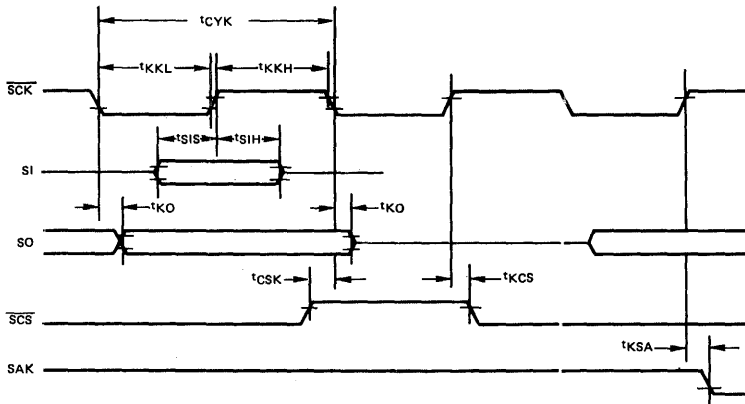 tCYK
tKKL tKKH
SCK
tSIS tSIH
SI
tKO tKO
SO
tCSK tKCS
SCS
tKSA
SAK